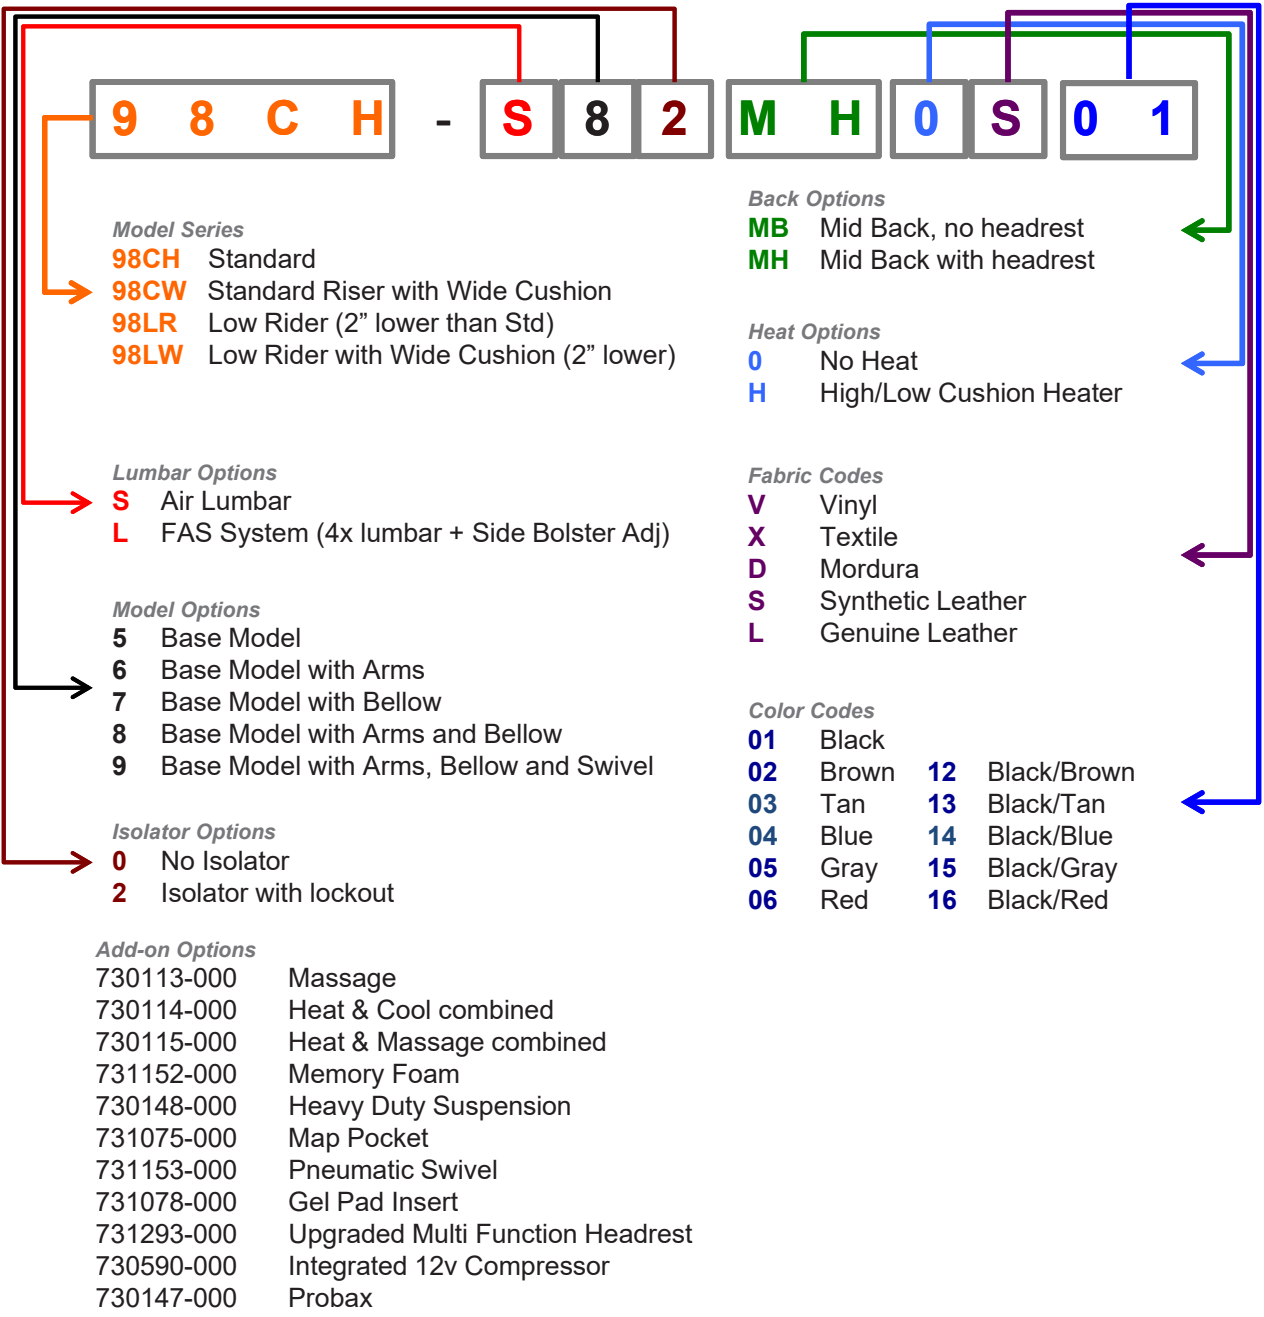 98CH - S 8 2 MH 0 S 01
Model Series
98CH Standard
98CW Standard Riser with Wide Cushion
98LR Low Rider (2” lower than Std)
98LW Low Rider with Wide Cushion (2” lower)
Lumbar Options
S Air Lumbar
L FAS System (4x lumbar + Side Bolster Adj)
Model Options
5 Base Model
6 Base Model with Arms
7 Base Model with Bellow
8 Base Model with Arms and Bellow
9 Base Model with Arms, Bellow and Swivel
Isolator Options
0 No Isolator
2 Isolator with lockout
Back Options
MB Mid Back, no headrest
MH Mid Back with headrest
Heat Options
0 No Heat
H High/Low Cushion Heater
Fabric Codes
V Vinyl
X Textile
D Mordura
S Synthetic Leather
L Genuine Leather
Color Codes
01 Black
02 Brown 12 Black/Brown
03 Tan 13 Black/Tan
04 Blue 14 Black/Blue
05 Gray 15 Black/Gray
06 Red 16 Black/Red
Add-on Options
730113-000 Massage
730114-000 Heat & Cool combined
730115-000 Heat & Massage combined
731152-000 Memory Foam
730148-000 Heavy Duty Suspension
731075-000 Map Pocket
731153-000 Pneumatic Swivel
731078-000 Gel Pad Insert
731293-000 Upgraded Multi Function Headrest
730590-000 Integrated 12v Compressor
730147-000 Probax